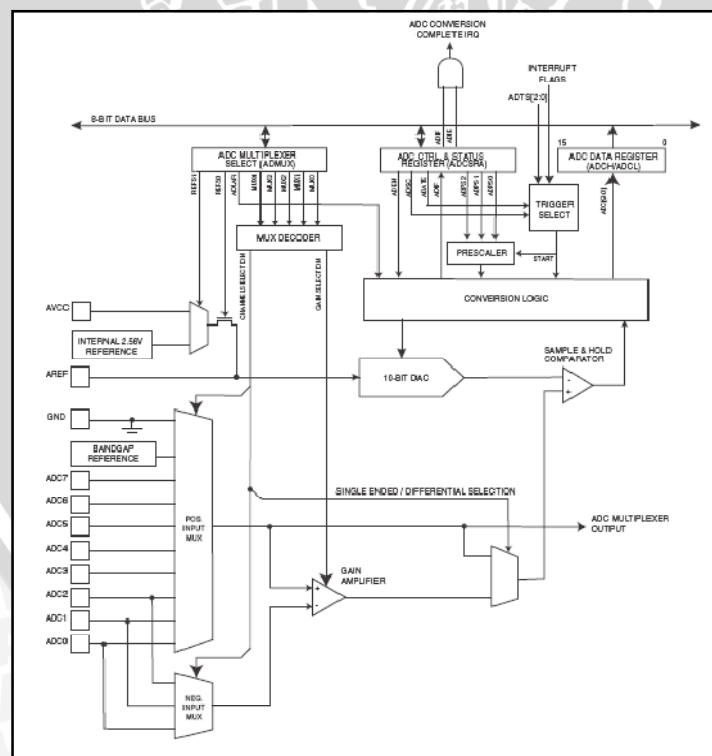 ADC CONVERSION
COMPLETE IRQ
INTERRUPT
FLAGS
ADTS[2:0]
8-BIT DATA BUS
ADIF
ADIE
15
0
ADC MULTIPLEXER
SELECT (ADMUX)
ADC CTRL & STATUS
REGISTER (ADCSRA)
ADC DATA REGISTER
(ADCH/ADCL)
REFS1
REFS0
ADLAR
MUX4
MUX3
MUX2
MUX1
MUX0
ADEN
ADSC
ADATE
ADIF
ADPS2
ADPS1
ADPS0
ADC[9:0]
TRIGGER
SELECT
MUX DECODER
PRESCALER
START
CHANNEL SELECTION
GAIN SELECTION
CONVERSION LOGIC
AVCC
INTERNAL 2.56V
REFERENCE
SAMPLE & HOLD
COMPARATOR
AREF
10-BIT DAC
-
+
GND
BANDGAP
REFERENCE
ADC7
ADC6
ADC5
ADC4
ADC3
ADC2
ADC1
ADC0
SINGLE ENDED / DIFFERENTIAL SELECTION
POS.
INPUT
MUX
ADC MULTIPLEXER
OUTPUT
GAIN
AMPLIFIER
+
-
NEG.
INPUT
MUX